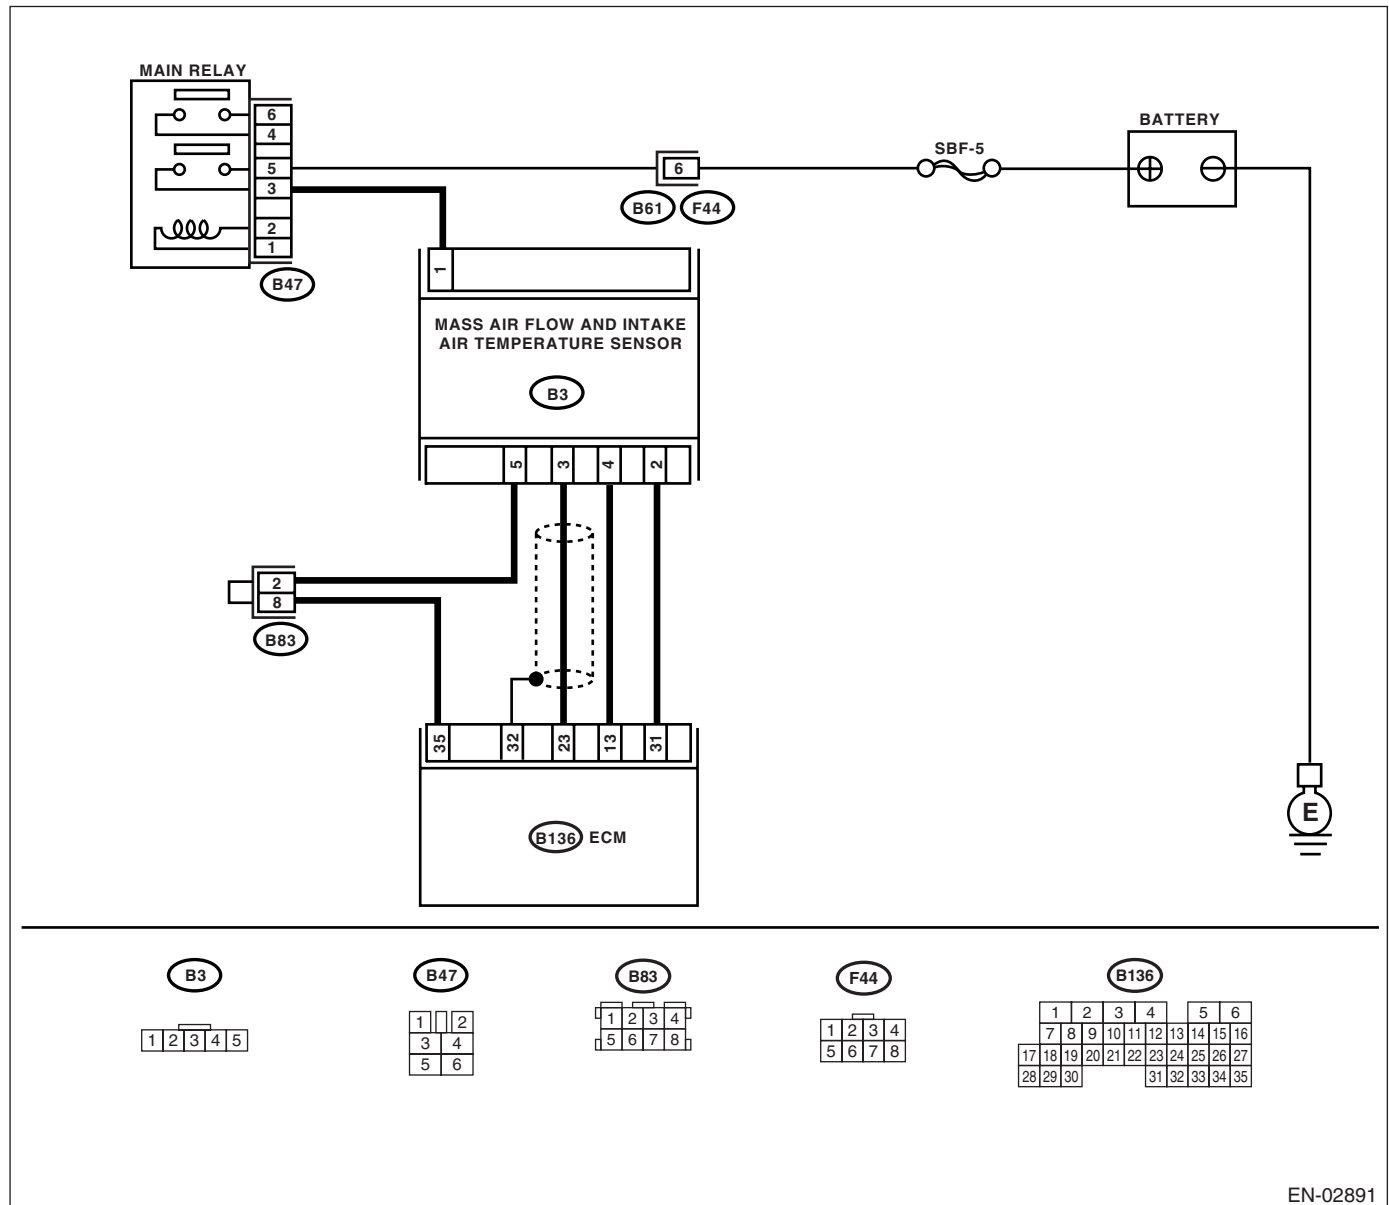 MAIN RELAY
6
4
5
3
2
1
B47
6
B61 F44
SBF-5
BATTERY
1
MASS AIR FLOW AND INTAKE
AIR TEMPERATURE SENSOR
B3
5 3 4 2
2
8
B83
35 32 23 13 31
B136 ECM
E
B3
1 2 3 4 5
B47
1 2
3 4
5 6
B83
1 2 3 4
5 6 7 8
F44
1 2 3 4
5 6 7 8
B136
1 2 3 4 5 6
7 8 9 10 11 12 13 14 15 16
17 18 19 20 21 22 23 24 25 26 27
28 29 30 31 32 33 34 35
EN-02891